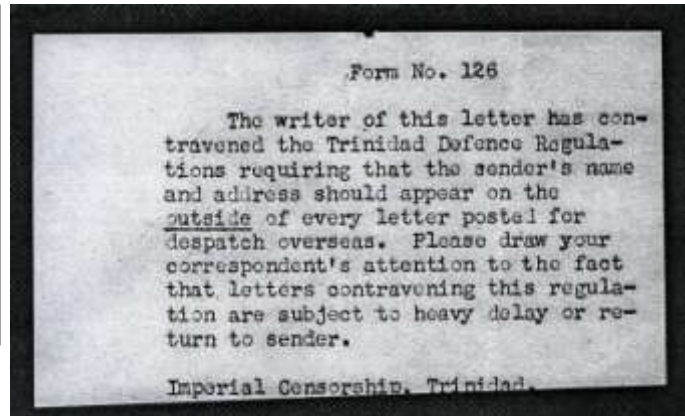 Form No. 126
The writer of this letter has con-
travened the Trinidad Defence Regula-
tions requiring that the sender's name
and address should appear on the
outside of every letter posted for
despatch overseas. Please draw your
correspondent's attention to the fact
that letters contravening this regula-
tion are subject to heavy delay or re-
turn to sender.
Imperial Censorship, Trinidad.